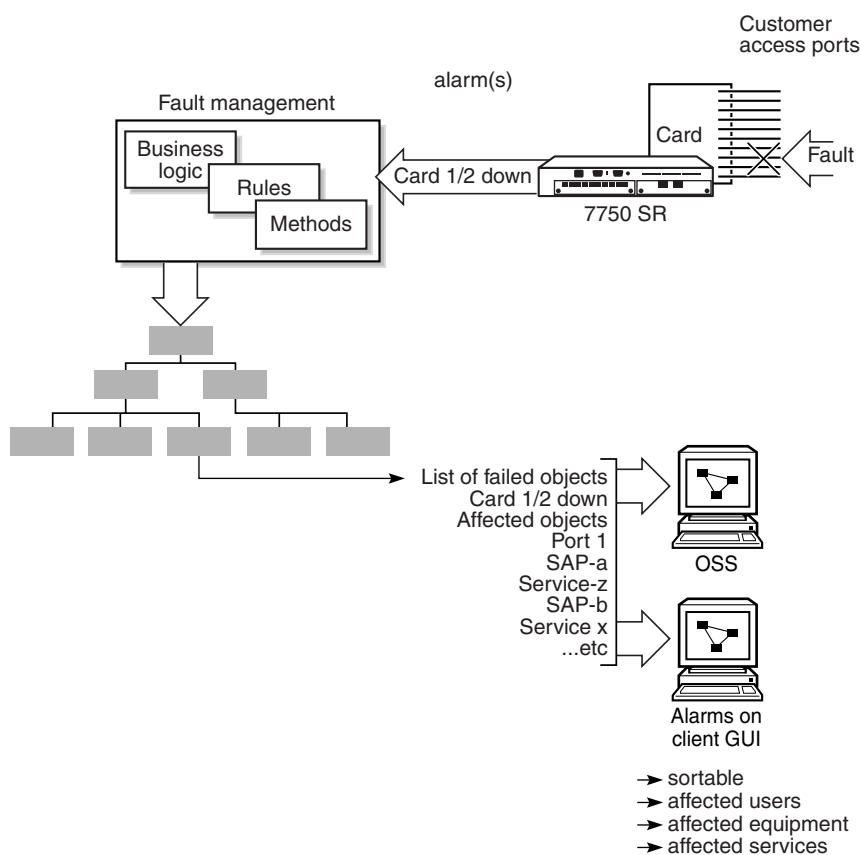 Customer
access ports
alarm(s)
Fault management
Business
logic
Rules
Methods
Card 1/2 down
Card
Fault
7750 SR
List of failed objects
Card 1/2 down
Affected objects
Port 1
SAP-a
Service-z
SAP-b
Service x
...etc
OSS
Alarms on
client GUI
sortable
affected users
affected equipment
affected services